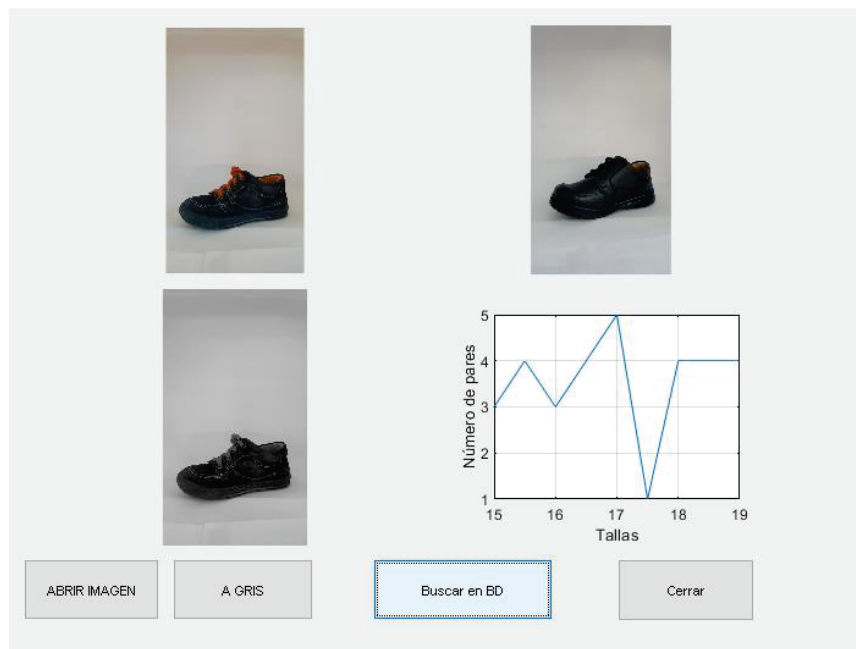 5
4
3
2
1
Número de pares
15 16 17 18 19
Tallas
ABRIR IMAGEN
A GRIS
Buscar en BD
Cerrar